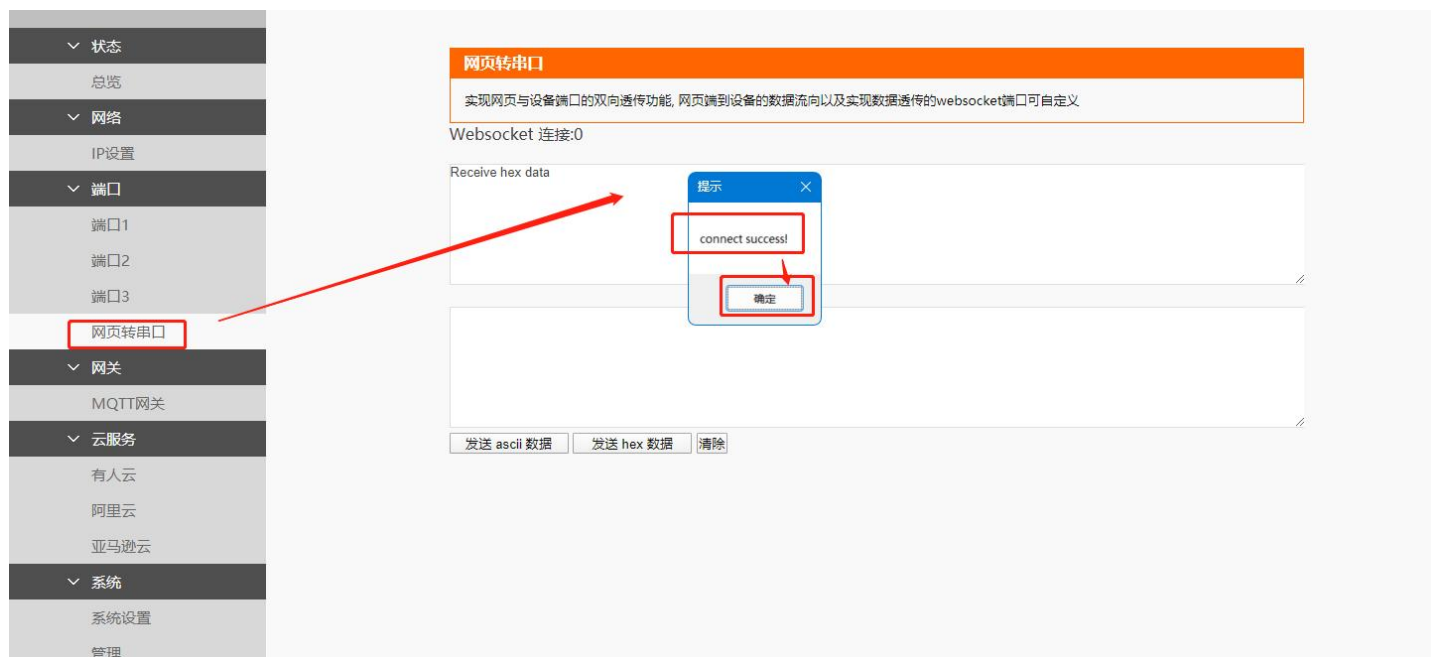 状态
总览
网络
IP设置
端口
端口1
端口2
端口3
网页转串口
网关
MQTT网关
云服务
有人云
阿里云
亚马逊云
系统
系统设置
管理
网页转串口
实现网页与设备端口的双向透传功能, 网页端到设备的数据流向以及实现数据透传的websocket端口可自定义
Websocket 连接:0
Receive hex data
提示
connect success!
确定
发送 ascii 数据 发送 hex 数据 清除